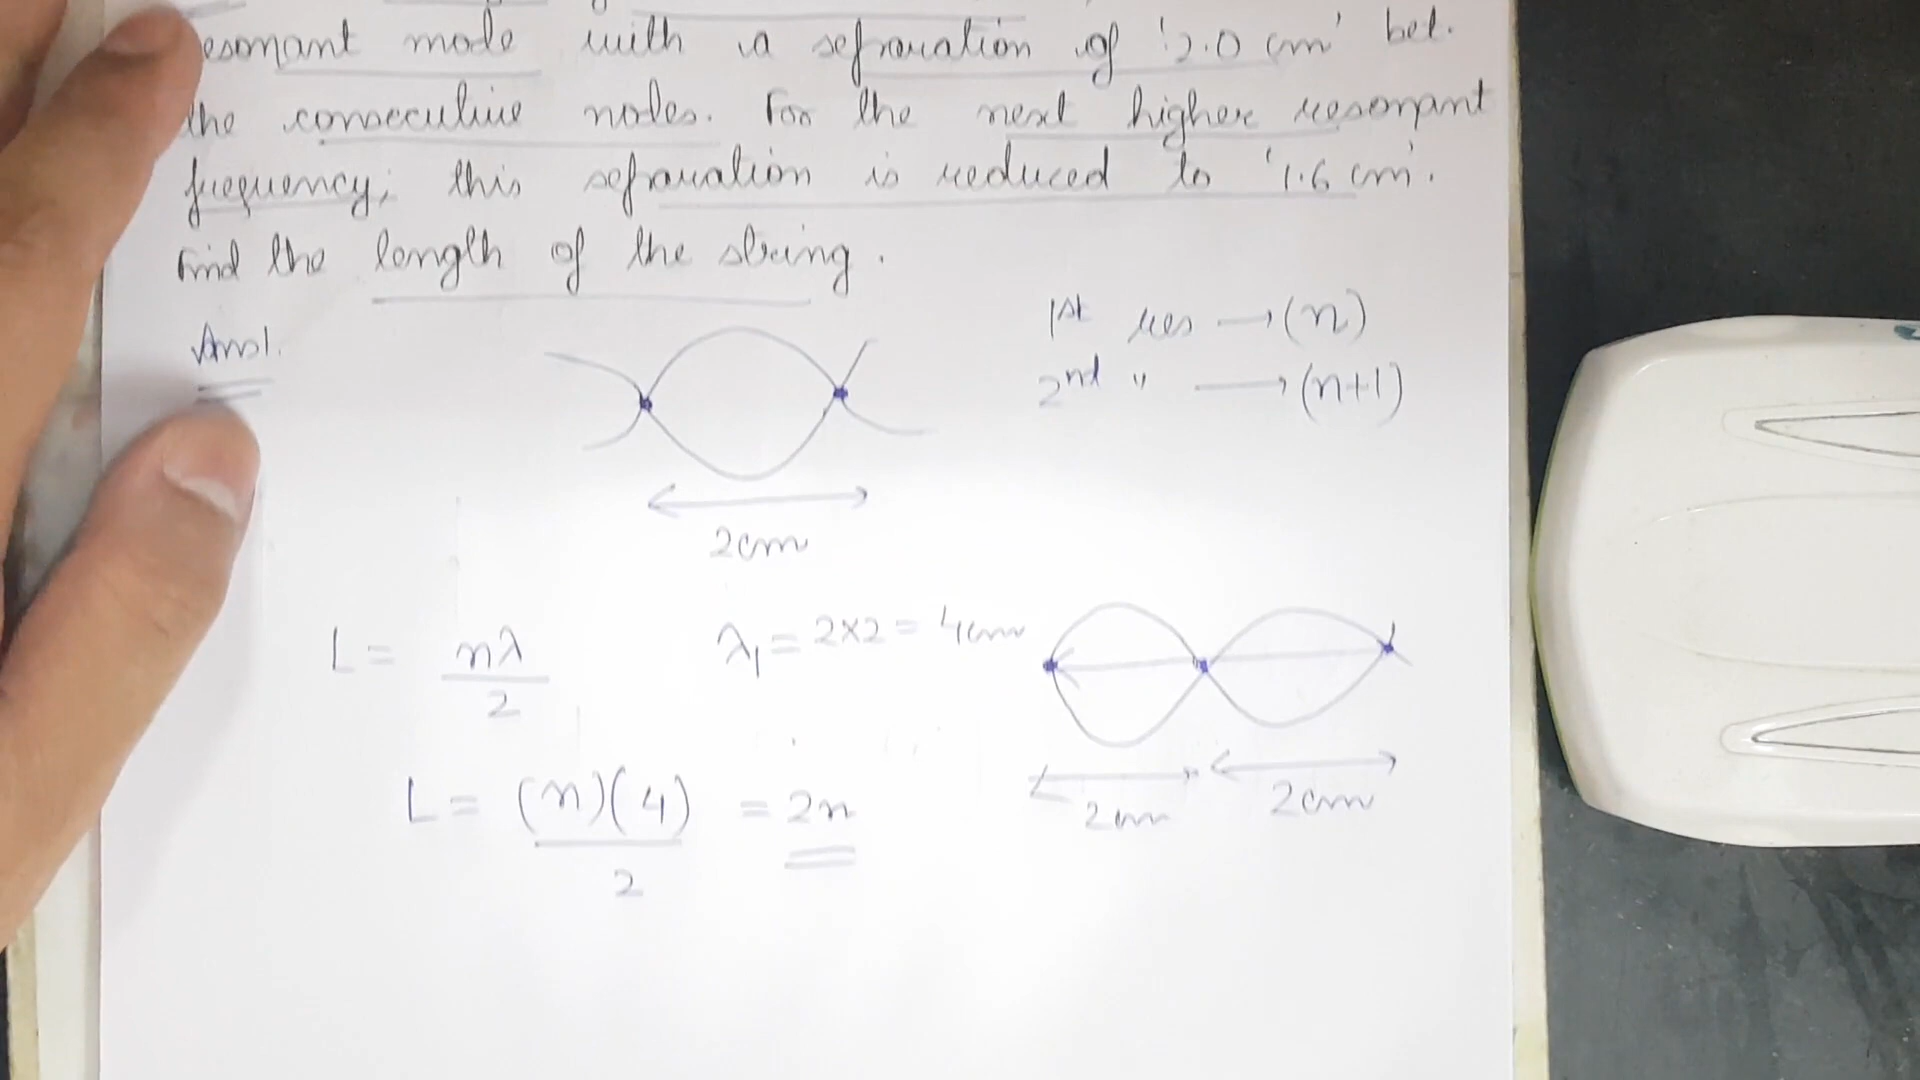 esonant mode with a separation of '2.0 cm' bet.
the consecutive nodes. For the next higher resonant
frequency, this separation is reduced to '1.6 cm'.
Find the length of the string.
Ans1.
1st res → (n)
2nd " → (n+1)
2cm
L = nλ/2
λ₁ = 2×2 = 4cm
L = (n)(4)/2 = 2n
2cm 2cm